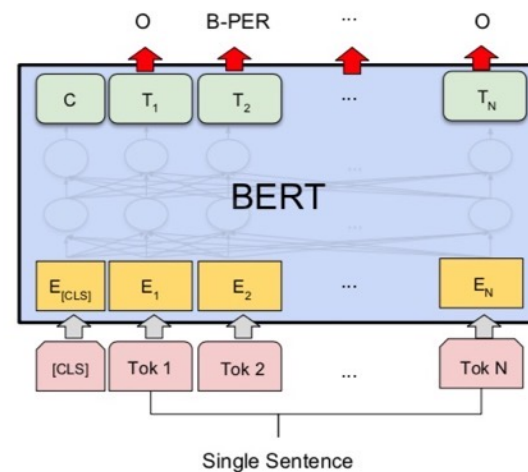 O B-PER ... O
C T1 T2 ... TN
...
BERT
...
E[CLS] E1 E2 ... EN
[CLS] Tok 1 Tok 2 ... Tok N
Single Sentence